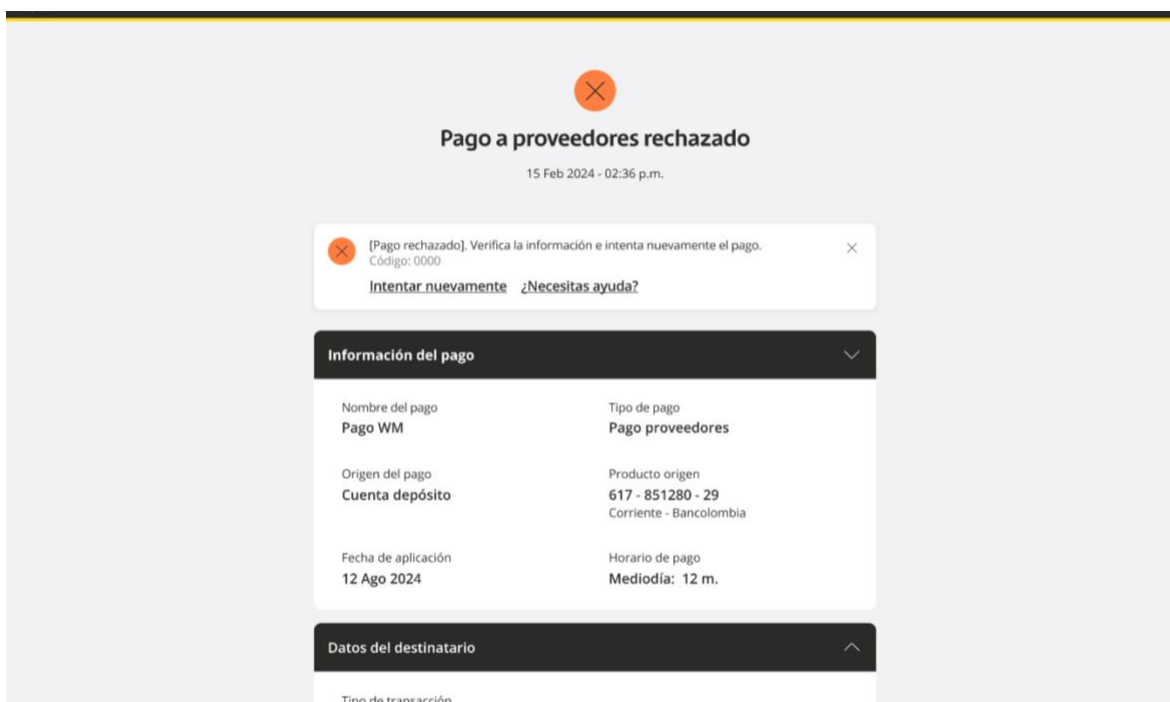 Pago a proveedores rechazado
15 Feb 2024 - 02:36 p.m.
[Pago rechazado]. Verifica la información e intenta nuevamente el pago.
Código: 0000
Intentar nuevamente ¿Necesitas ayuda?
Información del pago
Nombre del pago Tipo de pago
Pago WM Pago proveedores
Origen del pago Producto origen
Cuenta depósito 617 - 851280 - 29
Corriente - Bancolombia
Fecha de aplicación Horario de pago
12 Ago 2024 Mediodía: 12 m.
Datos del destinatario
Tipo de transacción